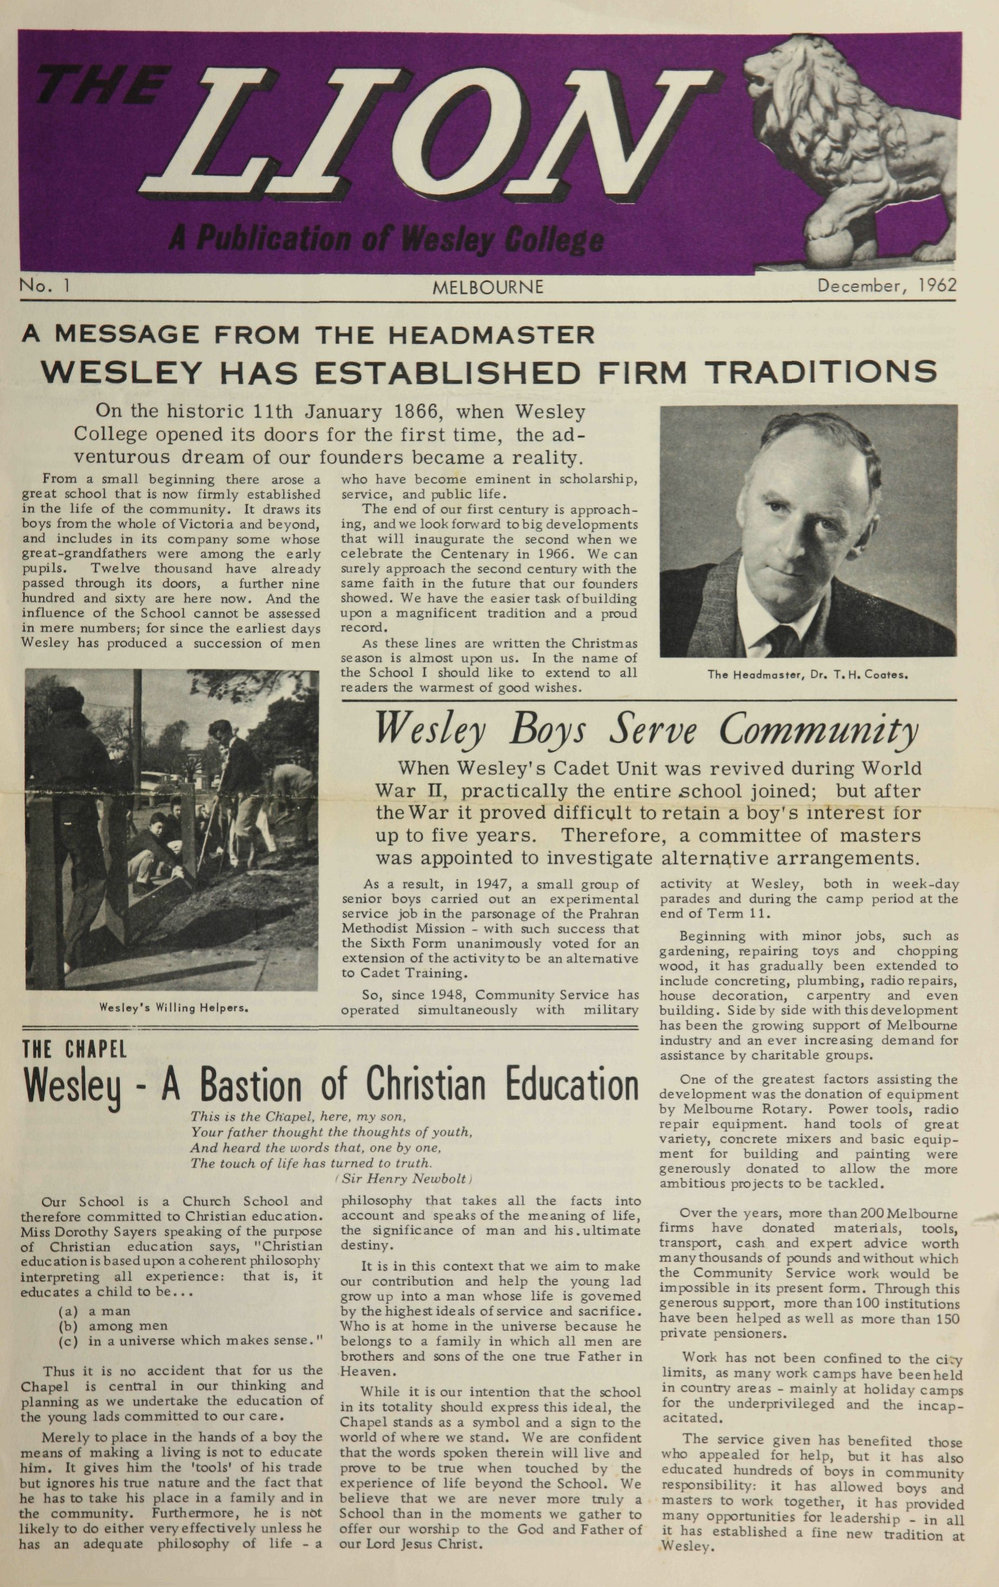 THE LION
A Publication of Wesley College
No. 1 MELBOURNE December, 1962
A MESSAGE FROM THE HEADMASTER
WESLEY HAS ESTABLISHED FIRM TRADITIONS
On the historic 11th January 1866, when Wesley
College opened its doors for the first time, the ad-
venturous dream of our founders became a reality.
From a small beginning there arose a
great school that is now firmly established
in the life of the community. It draws its
boys from the whole of Victoria and beyond,
and includes in its company some whose
great-grandfathers were among the early
pupils. Twelve thousand have already
passed through its doors, a further nine
hundred and sixty are here now. And the
influence of the School cannot be assessed
in mere numbers; for since the earliest days
Wesley has produced a succession of men
who have become eminent in scholarship,
service, and public life.
The end of our first century is approach-
ing, and we look forward to big developments
that will inaugurate the second when we
celebrate the Centenary in 1966. We can
surely approach the second century with the
same faith in the future that our founders
showed. We have the easier task of building
upon a magnificent tradition and a proud
record.
As these lines are written the Christmas
season is almost upon us. In the name of
the School I should like to extend to all
readers the warmest of good wishes.
The Headmaster, Dr. T. H. Coates.
Wesley's Willing Helpers.
Wesley Boys Serve Community
When Wesley's Cadet Unit was revived during World
War II, practically the entire school joined; but after
the War it proved difficult to retain a boy's interest for
up to five years. Therefore, a committee of masters
was appointed to investigate alternative arrangements.
As a result, in 1947, a small group of
senior boys carried out an experimental
service job in the parsonage of the Prahran
Methodist Mission - with such success that
the Sixth Form unanimously voted for an
extension of the activity to be an alternative
to Cadet Training.
So, since 1948, Community Service has
operated simultaneously with military
activity at Wesley, both in week-day
parades and during the camp period at the
end of Term 11.
Beginning with minor jobs, such as
gardening, repairing toys and chopping
wood, it has gradually been extended to
include concreting, plumbing, radio repairs,
house decoration, carpentry and even
building. Side by side with this development
has been the growing support of Melbourne
industry and an ever increasing demand for
assistance by charitable groups.
One of the greatest factors assisting the
development was the donation of equipment
by Melbourne Rotary. Power tools, radio
repair equipment. hand tools of great
variety, concrete mixers and basic equip-
ment for building and painting were
generously donated to allow the more
ambitious projects to be tackled.
Over the years, more than 200 Melbourne
firms have donated materials, tools,
transport, cash and expert advice worth
many thousands of pounds and without which
the Community Service work would be
impossible in its present form. Through this
generous support, more than 100 institutions
have been helped as well as more than 150
private pensioners.
Work has not been confined to the city
limits, as many work camps have been held
in country areas - mainly at holiday camps
for the underprivileged and the incap-
acitated.
The service given has benefited those
who appealed for help, but it has also
educated hundreds of boys in community
responsibility: it has allowed boys and
masters to work together, it has provided
many opportunities for leadership - in all
it has established a fine new tradition at
Wesley.
THE CHAPEL
Wesley - A Bastion of Christian Education
This is the Chapel, here, my son,
Your father thought the thoughts of youth,
And heard the words that, one by one,
The touch of life has turned to truth.
(Sir Henry Newbolt)
Our School is a Church School and
therefore committed to Christian education.
Miss Dorothy Sayers speaking of the purpose
of Christian education says, "Christian
education is based upon a coherent philosophy
interpreting all experience: that is, it
educates a child to be...
(a) a man
(b) among men
(c) in a universe which makes sense."
Thus it is no accident that for us the
Chapel is central in our thinking and
planning as we undertake the education of
the young lads committed to our care.
Merely to place in the hands of a boy the
means of making a living is not to educate
him. It gives him the 'tools' of his trade
but ignores his true nature and the fact that
he has to take his place in a family and in
the community. Furthermore, he is not
likely to do either very effectively unless he
has an adequate philosophy of life - a
philosophy that takes all the facts into
account and speaks of the meaning of life,
the significance of man and his ultimate
destiny.
It is in this context that we aim to make
our contribution and help the young lad
grow up into a man whose life is governed
by the highest ideals of service and sacrifice.
Who is at home in the universe because he
belongs to a family in which all men are
brothers and sons of the one true Father in
Heaven.
While it is our intention that the school
in its totality should express this ideal, the
Chapel stands as a symbol and a sign to the
world of where we stand. We are confident
that the words spoken therein will live and
prove to be true when touched by the
experience of life beyond the School. We
believe that we are never more truly a
School than in the moments we gather to
offer our worship to the God and Father of
our Lord Jesus Christ.